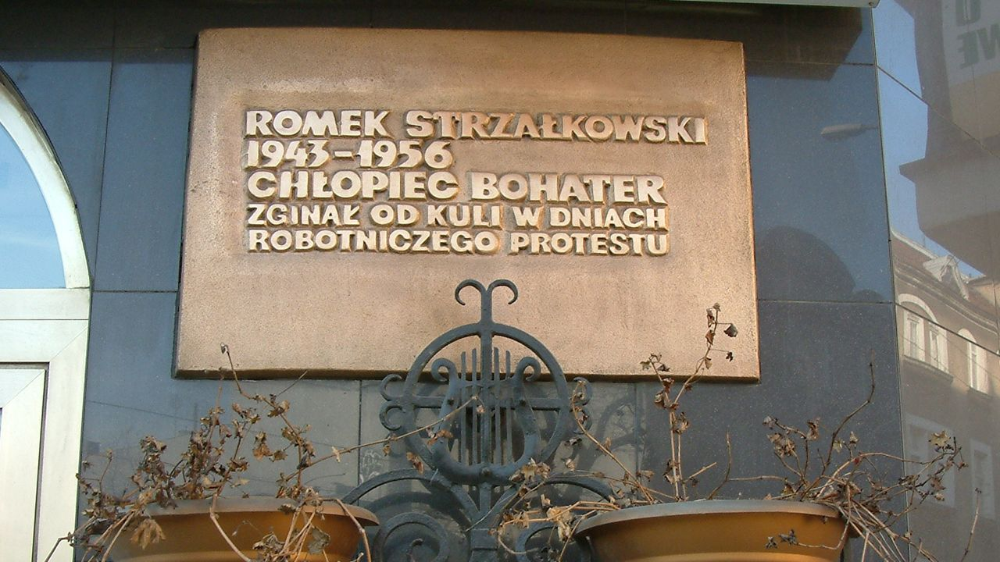 ROMEK STRZAŁKOWSKI
1943-1956
CHŁOPIEC BOHATER
ZGINAŁ OD KULI W DNIACH
ROBOTNICZEGO PROTESTU